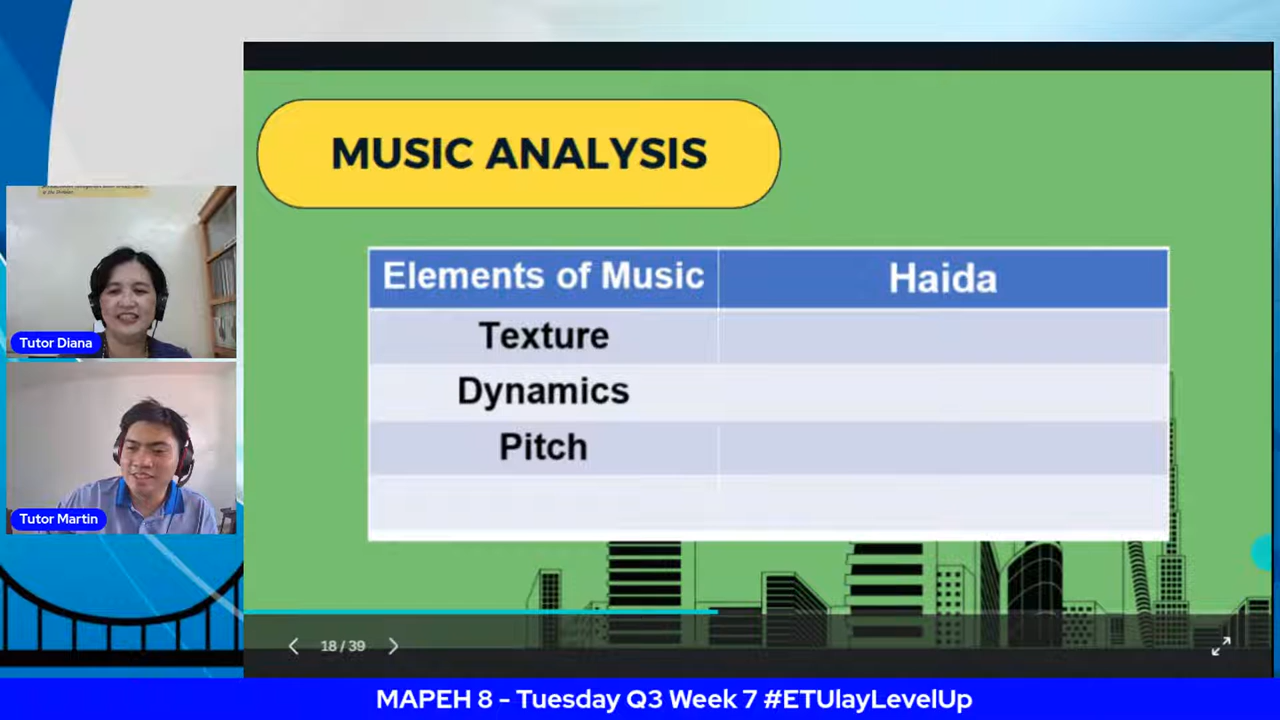 MUSIC ANALYSIS
Elements of Music
Haida
Texture
Dynamics
Pitch
Tutor Diana
Tutor Martin
18 / 39
MAPEH 8 - Tuesday Q3 Week 7 #ETUlayLevelUp